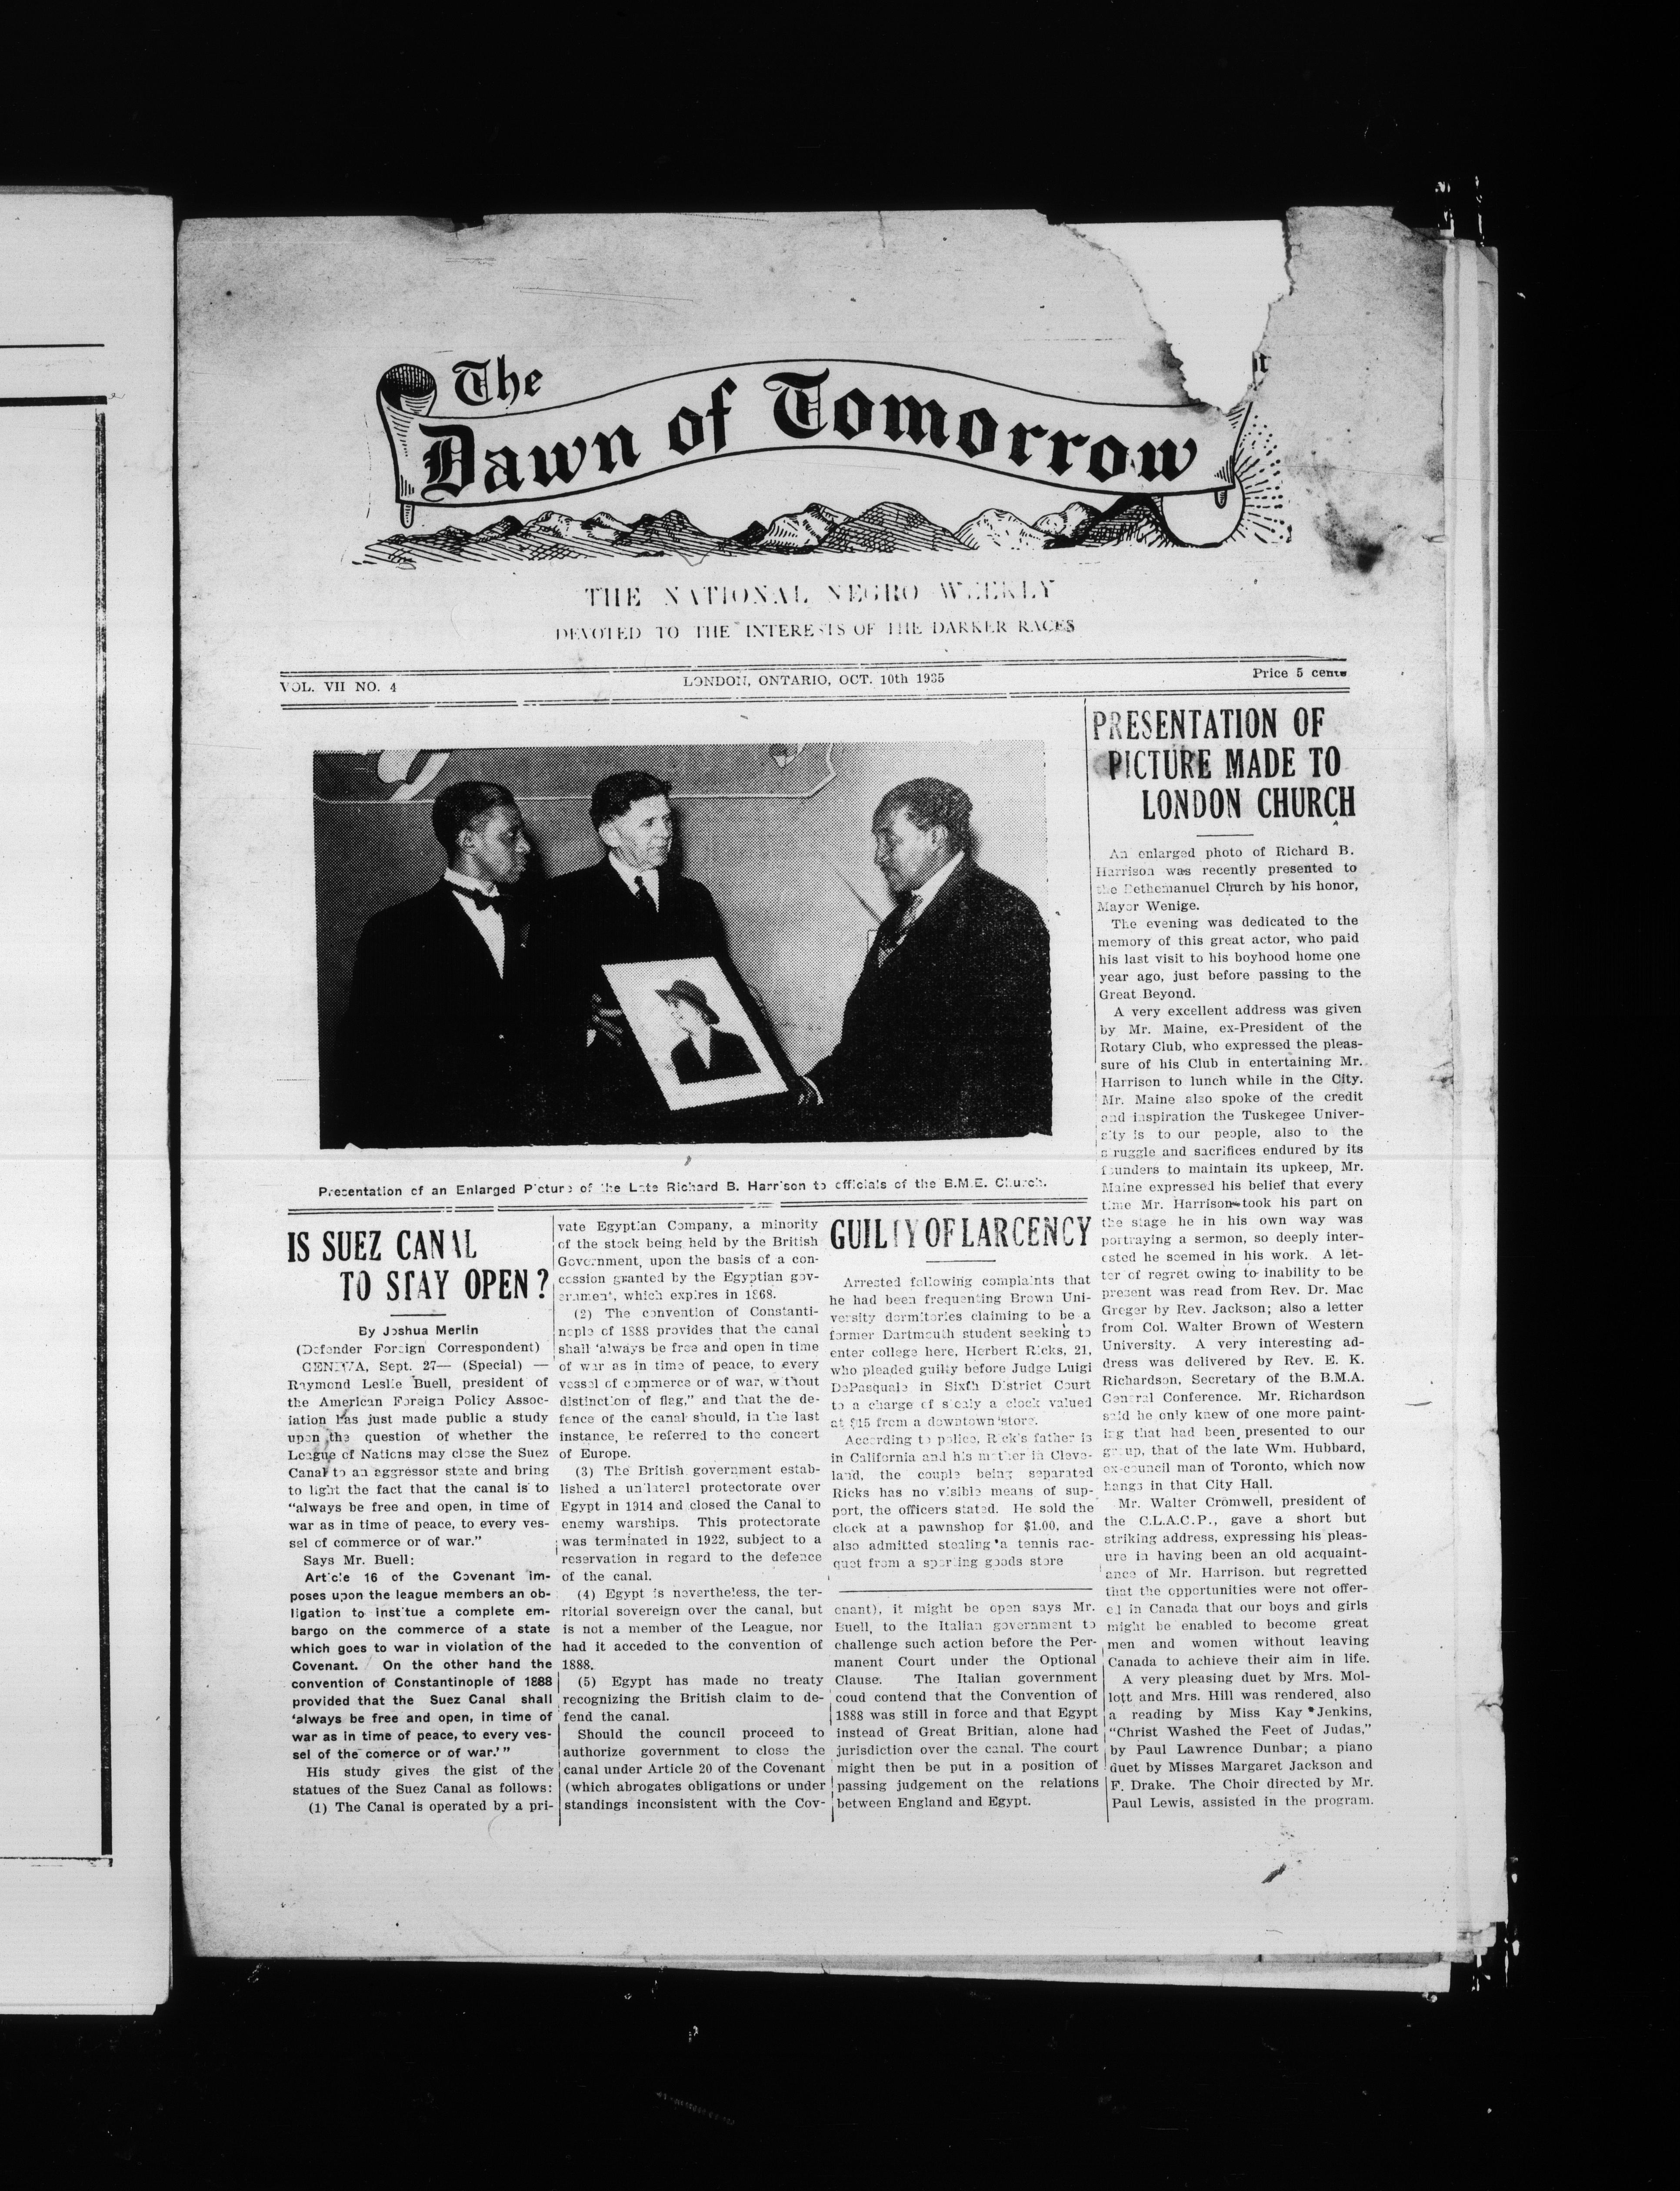 The
Dawn of Tomorrow
THE NATIONAL NEGRO WEEKLY
DEVOTED TO THE INTERESTS OF THE DARKER RACES
VOL. VII NO. 4
LONDON, ONTARIO, OCT. 10th 1935
Price 5 cents
Presentation of an Enlarged Picture of the Late Richard B. Harrison to officials of the B.M.E. Church.
IS SUEZ CANAL
TO STAY OPEN?
By Joshua Merlin
(Defender Foreign Correspondent)
GENEVA, Sept. 27— (Special) —
Raymond Leslie Buell, president of
the American Foreign Policy Assoc-
iation has just made public a study
upon the question of whether the
League of Nations may close the Suez
Canal to an aggressor state and bring
to light the fact that the canal is to
“always be free and open, in time of
war as in time of peace, to every ves-
sel of commerce or of war.”
Says Mr. Buell:
Article 16 of the Covenant im-
poses upon the league members an ob-
ligation to institue a complete em-
bargo on the commerce of a state
which goes to war in violation of the
Covenant. On the other hand the
convention of Constantinople of 1888
provided that the Suez Canal shall
‘always be free and open, in time of
war as in time of peace, to every ves-
sel of the comerce or of war.’”
His study gives the gist of the
statues of the Suez Canal as follows:
(1) The Canal is operated by a pri-
vate Egyptian Company, a minority
of the stock being held by the British
Government, upon the basis of a con-
cession granted by the Egyptian gov-
ernment, which expires in 1868.
(2) The convention of Constanti-
nople of 1888 provides that the canal
shall ‘always be free and open in time
of war as in time of peace, to every
vessel of commerce or of war, without
distinction of flag,” and that the de-
fence of the canal should, in the last
instance, be referred to the concert
of Europe.
(3) The British government estab-
lished a unilateral protectorate over
Egypt in 1914 and closed the Canal to
enemy warships. This protectorate
was terminated in 1922, subject to a
reservation in regard to the defence
of the canal.
(4) Egypt is nevertheless, the ter-
ritorial sovereign over the canal, but
is not a member of the League, nor
had it acceded to the convention of
1888.
(5) Egypt has made no treaty
recognizing the British claim to de-
fend the canal.
Should the council proceed to
authorize government to close the
canal under Article 20 of the Covenant
(which abrogates obligations or under
standings inconsistent with the Cov-
GUILTY OF LARCENCY
Arrested following complaints that
he had been frequenting Brown Uni-
versity dormitories claiming to be a
former Dartmouth student seeking to
enter college here, Herbert Ricks, 21,
who pleaded guilty before Judge Luigi
DePasquale in Sixth District Court
to a charge of s ealy a clock valued
at $15 from a downtown store.
According to police, Rick's father is
in California and his mother in Cleve-
land, the couple being separated
Ricks has no visible means of sup-
port, the officers stated. He sold the
clock at a pawnshop for $1.00, and
also admitted stealing a tennis rac-
quet from a sporting goods store
enant), it might be open says Mr.
Buell, to the Italian government to
challenge such action before the Per-
manent Court under the Optional
Clause. The Italian government
coud contend that the Convention of
1888 was still in force and that Egypt
instead of Great Britian, alone had
jurisdiction over the canal. The court
might then be put in a position of
passing judgement on the relations
between England and Egypt.
PRESENTATION OF
PICTURE MADE TO
LONDON CHURCH
An enlarged photo of Richard B.
Harrison was recently presented to
the Bethemanuel Church by his honor,
Mayor Wenige.
The evening was dedicated to the
memory of this great actor, who paid
his last visit to his boyhood home one
year ago, just before passing to the
Great Beyond.
A very excellent address was given
by Mr. Maine, ex-President of the
Rotary Club, who expressed the pleas-
sure of his Club in entertaining Mr.
Harrison to lunch while in the City.
Mr. Maine also spoke of the credit
and inspiration the Tuskegee Univer-
sity is to our people, also to the
struggle and sacrifices endured by its
founders to maintain its upkeep, Mr.
Maine expressed his belief that every
time Mr. Harrison took his part on
the stage he in his own way was
portraying a sermon, so deeply inter-
ested he seemed in his work. A let-
ter of regret owing to inability to be
present was read from Rev. Dr. Mac
Greger by Rev. Jackson; also a letter
from Col. Walter Brown of Western
University. A very interesting ad-
dress was delivered by Rev. E. K.
Richardson, Secretary of the B.M.A.
General Conference. Mr. Richardson
said he only knew of one more paint-
ing that had been presented to our
group, that of the late Wm. Hubbard,
ex-council man of Toronto, which now
hangs in that City Hall.
Mr. Walter Cromwell, president of
the C.L.A.C.P., gave a short but
striking address, expressing his pleas-
ure in having been an old acquaint-
ance of Mr. Harrison. but regretted
that the opportunities were not offer-
ed in Canada that our boys and girls
might be enabled to become great
men and women without leaving
Canada to achieve their aim in life.
A very pleasing duet by Mrs. Mol-
lott and Mrs. Hill was rendered, also
a reading by Miss Kay Jenkins,
“Christ Washed the Feet of Judas,”
by Paul Lawrence Dunbar; a piano
duet by Misses Margaret Jackson and
F. Drake. The Choir directed by Mr.
Paul Lewis, assisted in the program.